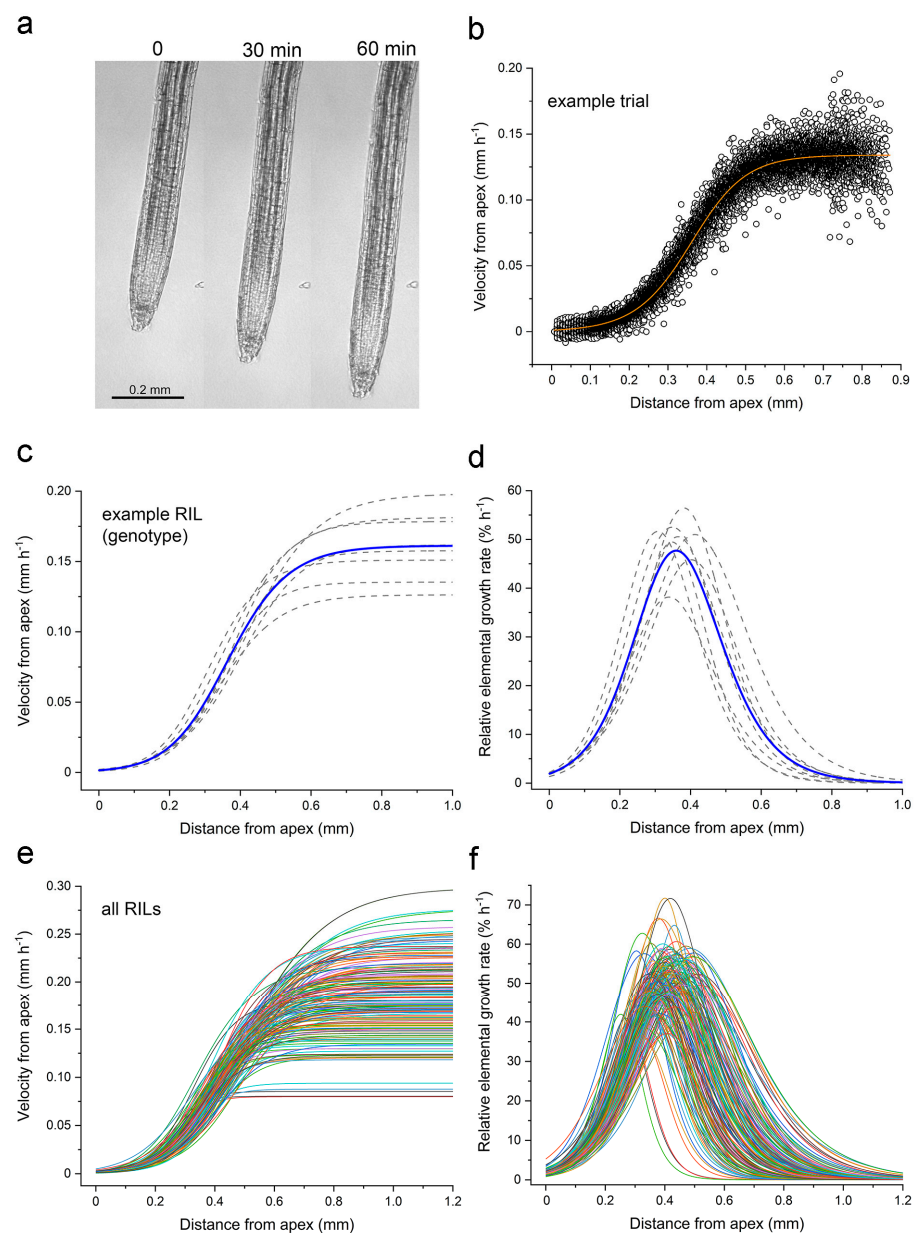 a
0 30 min 60 min
0.2 mm
b
example trial
0.20
0.15
0.10
0.05
0
Velocity from apex (mm h-1)
0 0.1 0.2 0.3 0.4 0.5 0.6 0.7 0.8 0.9
Distance from apex (mm)
c
example RIL
(genotype)
0.20
0.15
0.10
0.05
0
Velocity from apex (mm h-1)
0 0.2 0.4 0.6 0.8 1.0
Distance from apex (mm)
d
60
50
40
30
20
10
0
Relative elemental growth rate (% h-1)
0 0.2 0.4 0.6 0.8 1.0
Distance from apex (mm)
e
all RILs
0.30
0.25
0.20
0.15
0.10
0.05
0
Velocity from apex (mm h-1)
0 0.2 0.4 0.6 0.8 1.0 1.2
Distance from apex (mm)
f
70
60
50
40
30
20
10
0
Relative elemental growth rate (% h-1)
0 0.2 0.4 0.6 0.8 1.0 1.2
Distance from apex (mm)